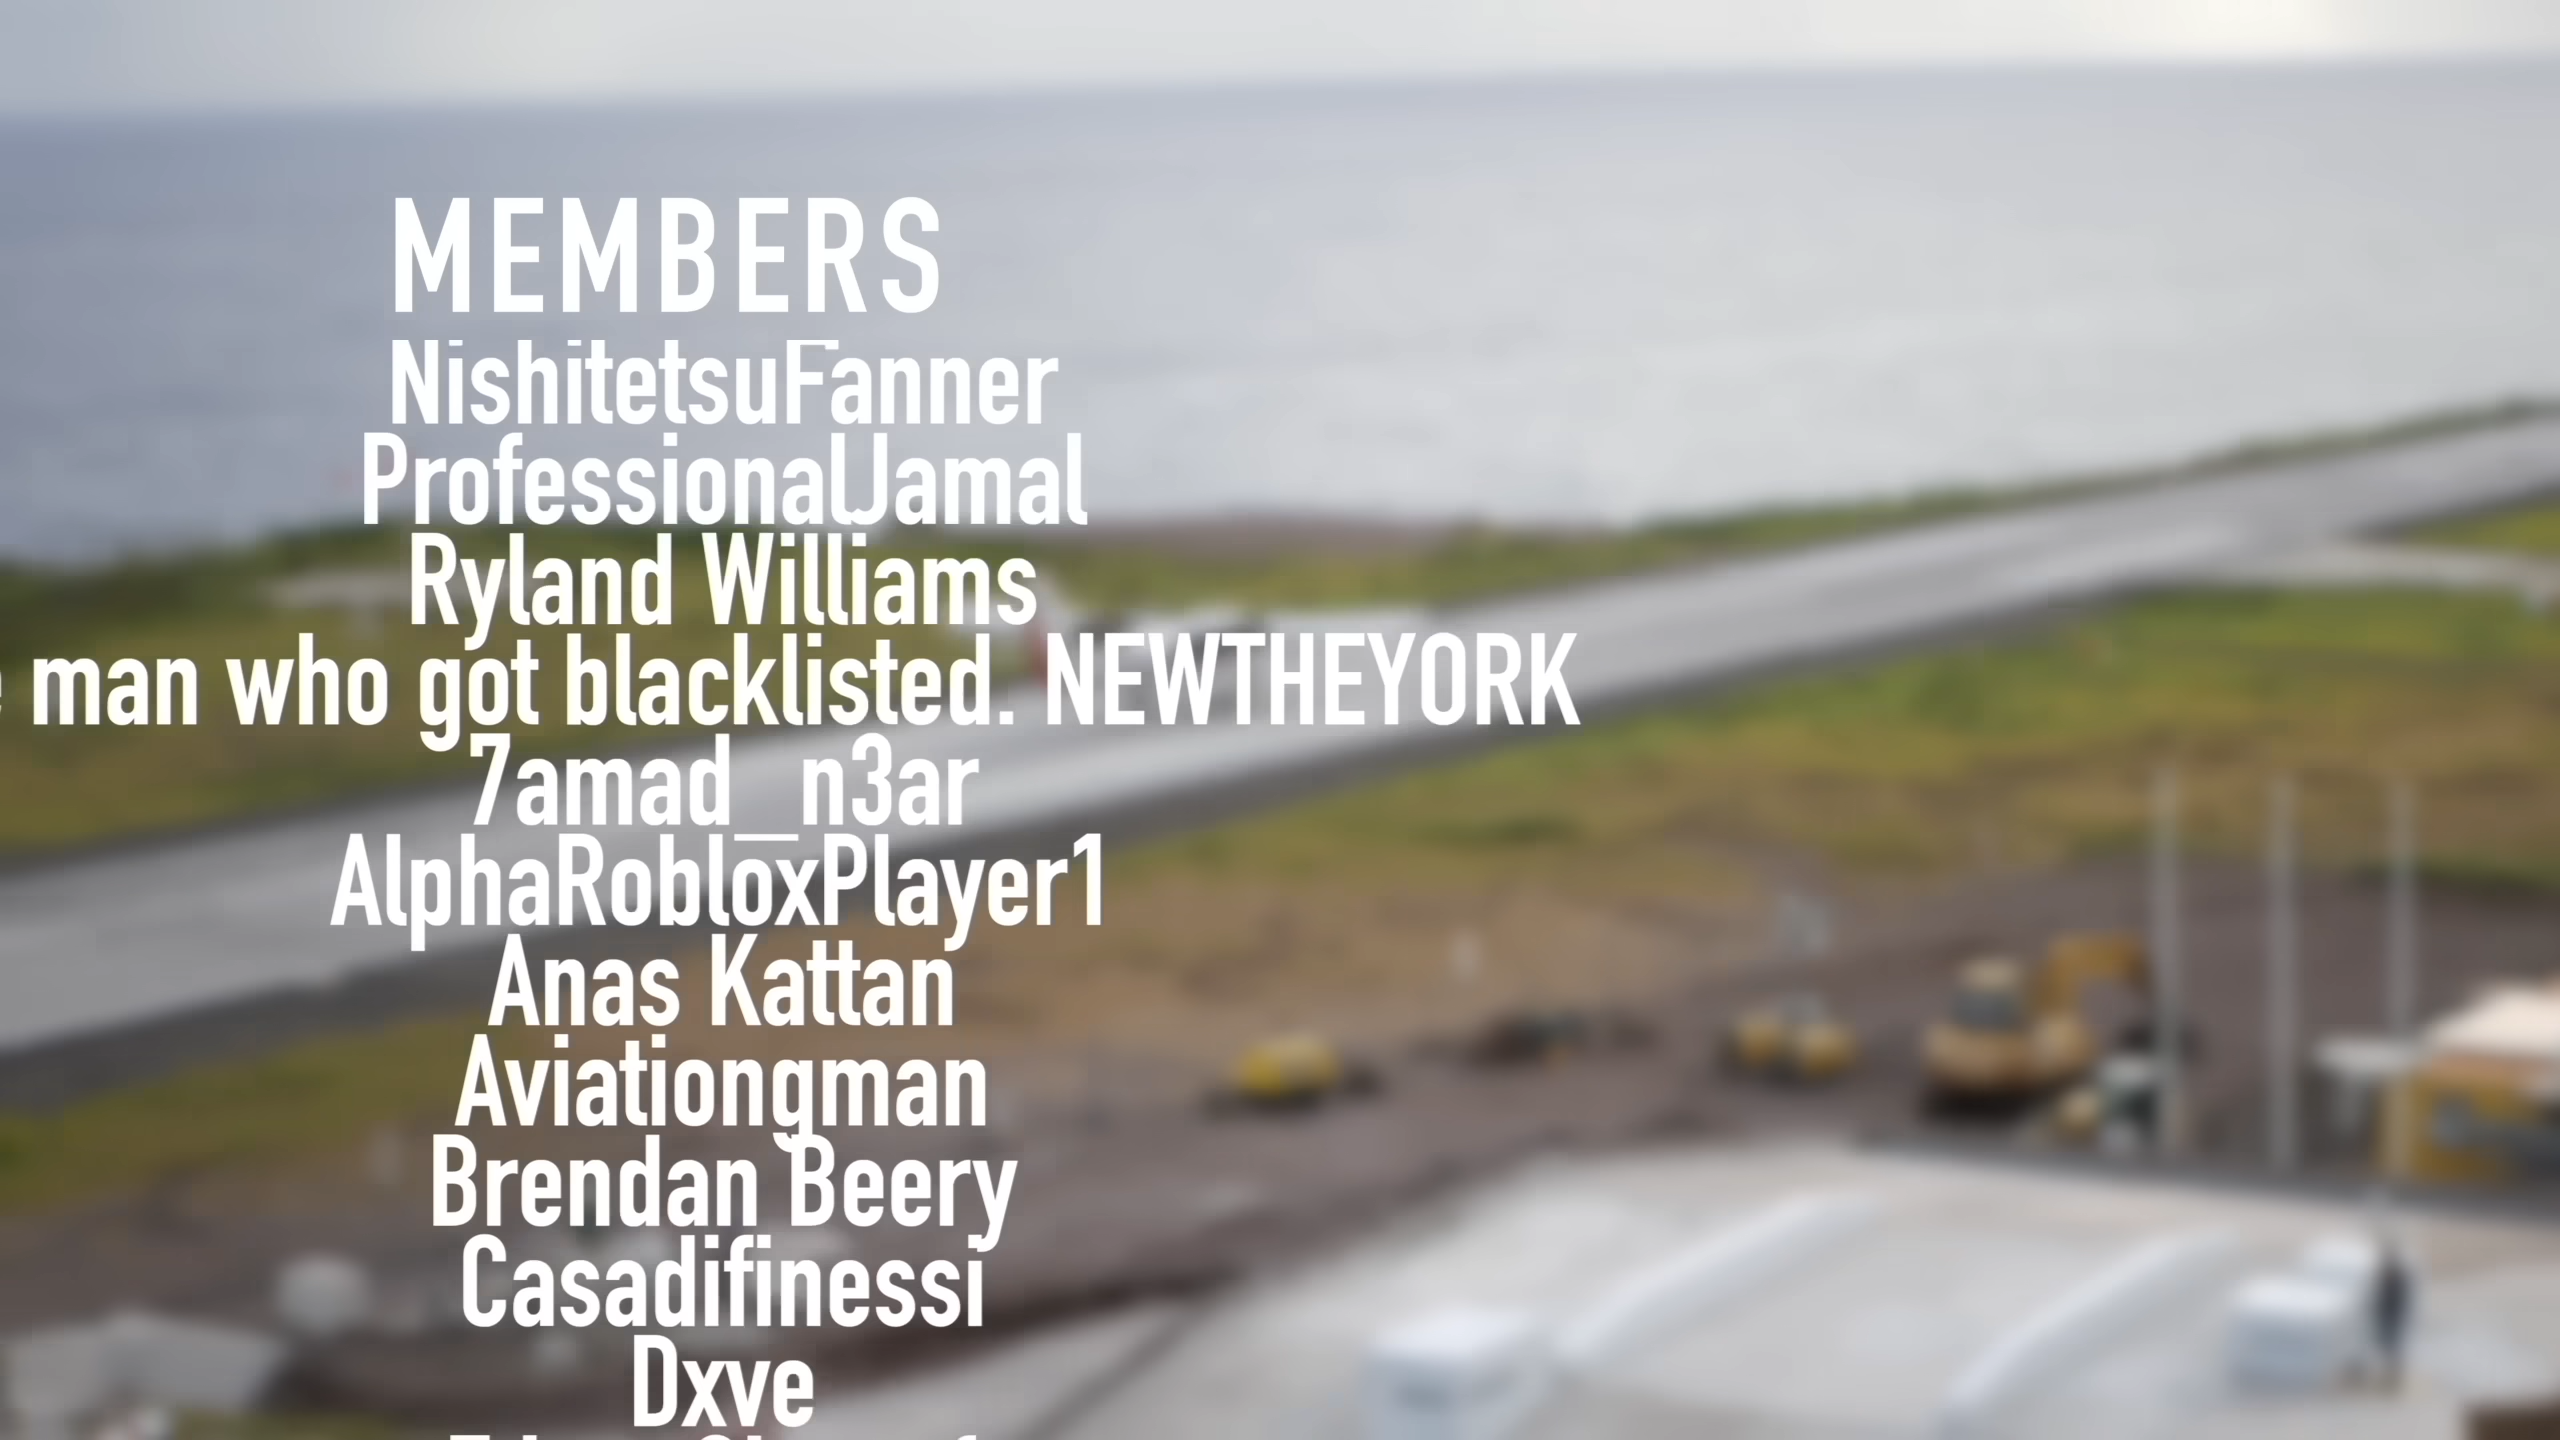 MEMBERS
NishitetsuFanner
ProfessionalJamal
Ryland Williams
man who got blacklisted. NEWTHEYORK
7amad_n3ar
AlphaRobloxPlayer1
Anas Kattan
Aviationgman
Brendan Beery
Casadifinessi
Dxve